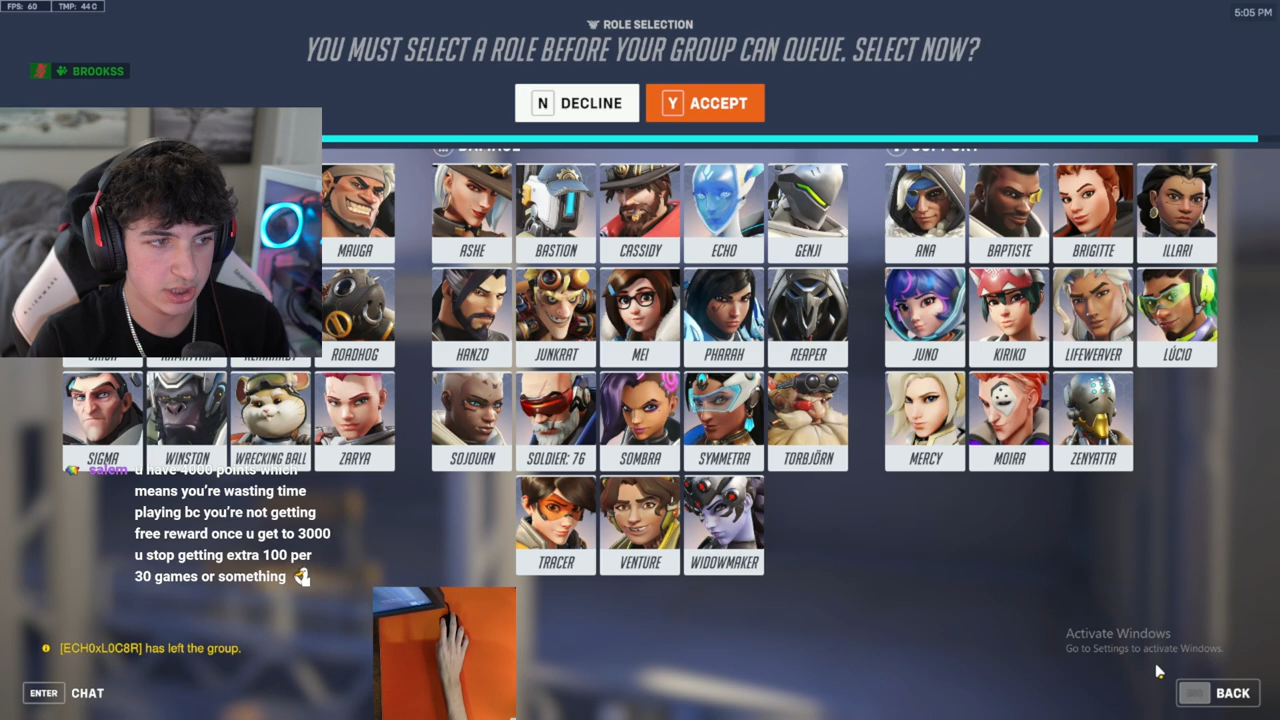 FPS: 60 TMP: 44 C
5:05 PM
ROLE SELECTION
YOU MUST SELECT A ROLE BEFORE YOUR GROUP CAN QUEUE. SELECT NOW?
BROOKSS
N DECLINE Y ACCEPT
DAMAGE SUPPORT
MAUGA ASHE BASTION CASSIDY ECHO GENJI ANA BAPTISTE BRIGITTE ILLARI
ROADHOG HANZO JUNKRAT MEI PHARAH REAPER JUNO KIRIKO LIFEWEAVER LÚCIO
SIGMA WINSTON WRECKING BALL ZARYA SOJOURN SOLDIER: 76 SOMBRA SYMMETRA TORBJÖRN MERCY MOIRA ZENYATTA
TRACER VENTURE WIDOWMAKER
salem u have 4000 points which
means you're wasting time
playing bc you're not getting
free reward once u get to 3000
u stop getting extra 100 per
30 games or something
[ECH0xL0C8R] has left the group.
Activate Windows
Go to Settings to activate Windows.
ENTER CHAT
BACK